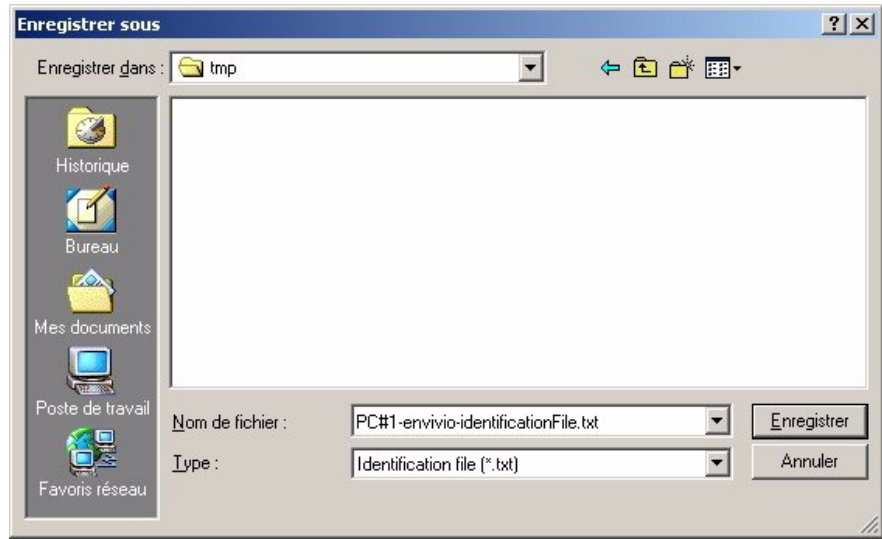 Enregistrer sous
Enregistrer dans : tmp
Historique
Bureau
Mes documents
Poste de travail
Favoris réseau
Nom de fichier : PC#1-envivio-identificationFile.txt Enregistrer
Type : Identification file (*.txt) Annuler